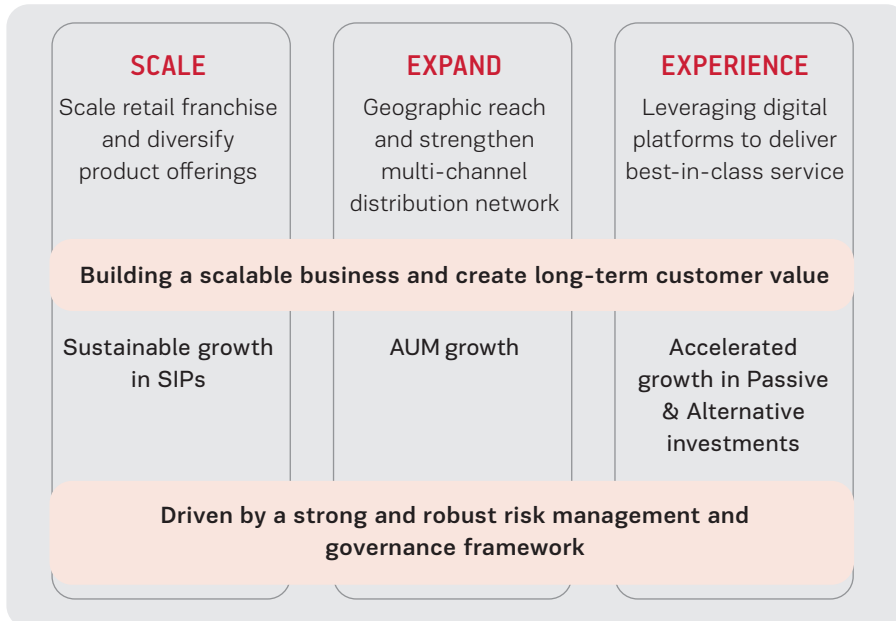 SCALE
Scale retail franchise
and diversify
product offerings
EXPAND
Geographic reach
and strengthen
multi-channel
distribution network
EXPERIENCE
Leveraging digital
platforms to deliver
best-in-class service
Building a scalable business and create long-term customer value
Sustainable growth
in SIPs
AUM growth
Accelerated
growth in Passive
& Alternative
investments
Driven by a strong and robust risk management and
governance framework